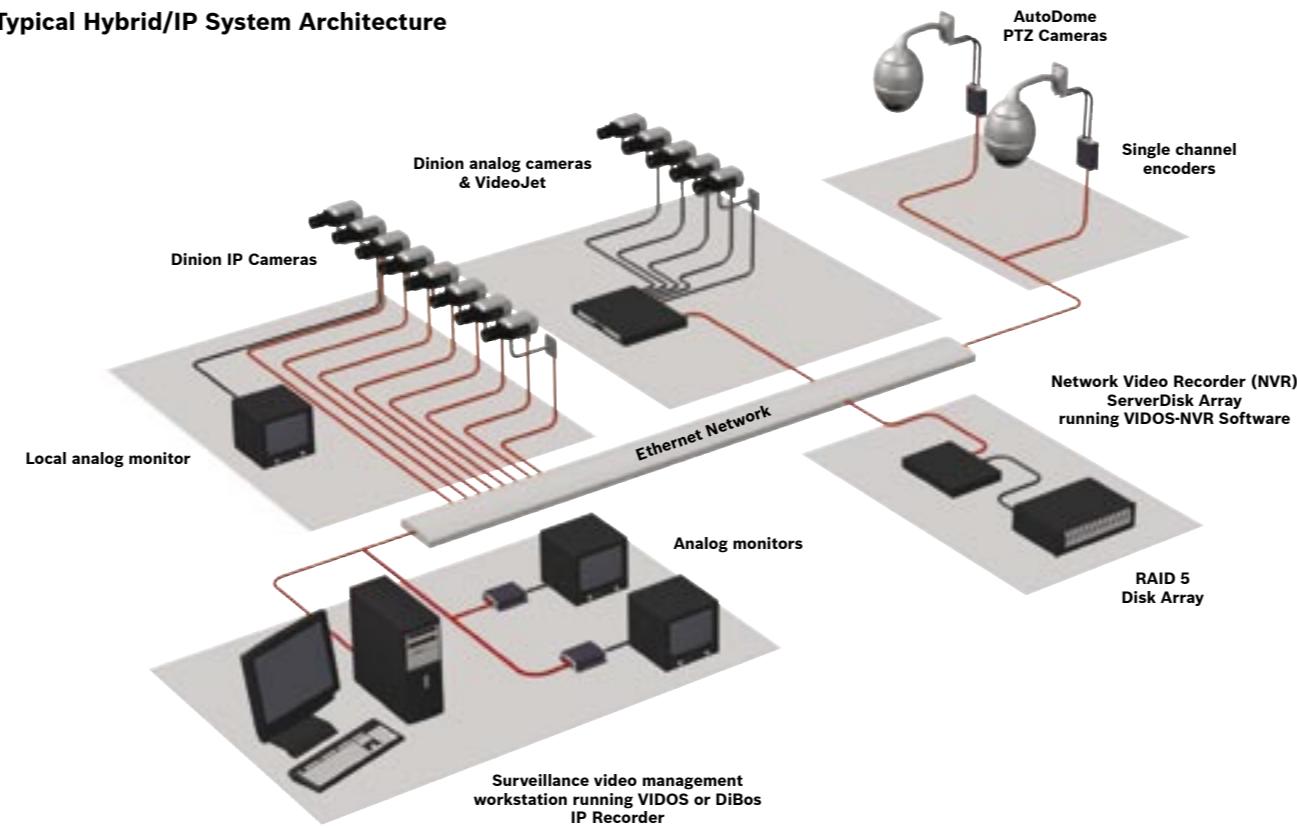 Typical Hybrid/IP System Architecture
AutoDome
PTZ Cameras
Single channel
encoders
Dinion analog cameras
& VideoJet
Dinion IP Cameras
Network Video Recorder (NVR)
ServerDisk Array
running VIDOS-NVR Software
Ethernet Network
Local analog monitor
Analog monitors
RAID 5
Disk Array
Surveillance video management
workstation running VIDOS or DiBos
IP Recorder